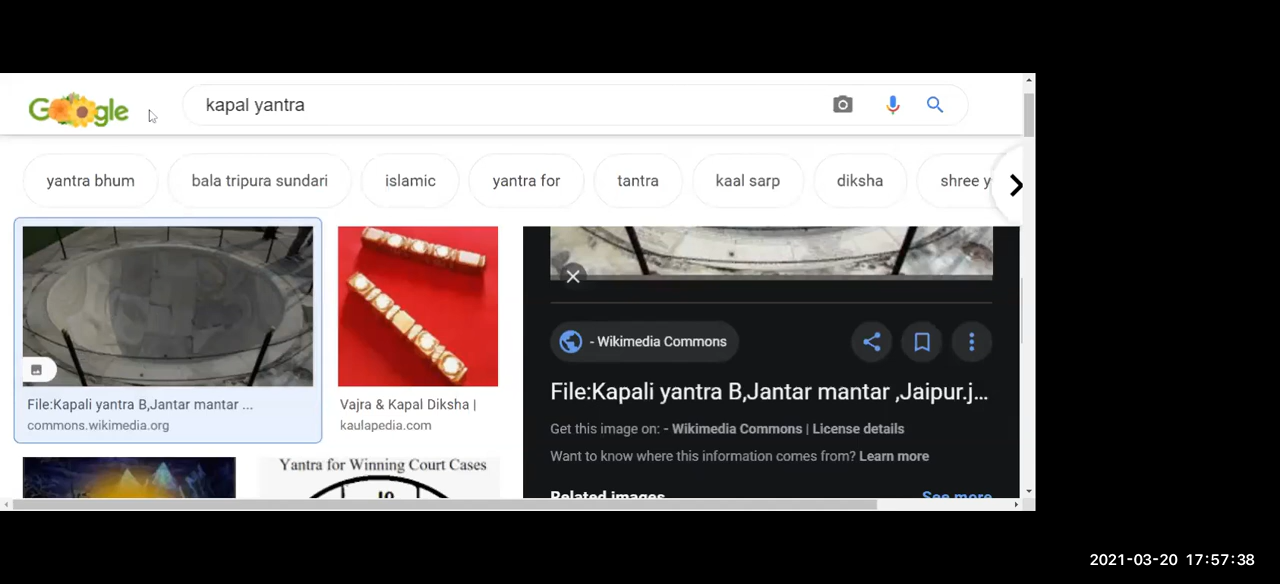 Google
kapal yantra
yantra bhum
bala tripura sundari
islamic
yantra for
tantra
kaal sarp
diksha
shree y
File:Kapali yantra B,Jantar mantar ...
commons.wikimedia.org
Vajra & Kapal Diksha |
kaulapedia.com
Yantra for Winning Court Cases
- Wikimedia Commons
File:Kapali yantra B,Jantar mantar ,Jaipur.j...
Get this image on: - Wikimedia Commons | License details
Want to know where this information comes from? Learn more
Related images
See more
2021-03-20 17:57:38